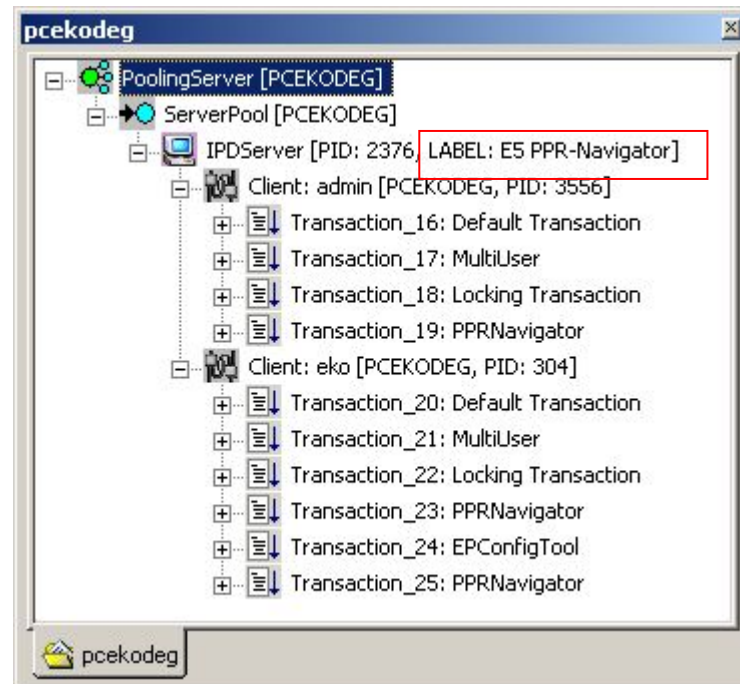 pcekodeg
PoolingServer [PCEKODEG]
ServerPool [PCEKODEG]
IPDServer [PID: 2376, LABEL: E5 PPR-Navigator]
Client: admin [PCEKODEG, PID: 3556]
Transaction_16: Default Transaction
Transaction_17: MultiUser
Transaction_18: Locking Transaction
Transaction_19: PPRNavigator
Client: eko [PCEKODEG, PID: 304]
Transaction_20: Default Transaction
Transaction_21: MultiUser
Transaction_22: Locking Transaction
Transaction_23: PPRNavigator
Transaction_24: EPConfigTool
Transaction_25: PPRNavigator
pcekodeg